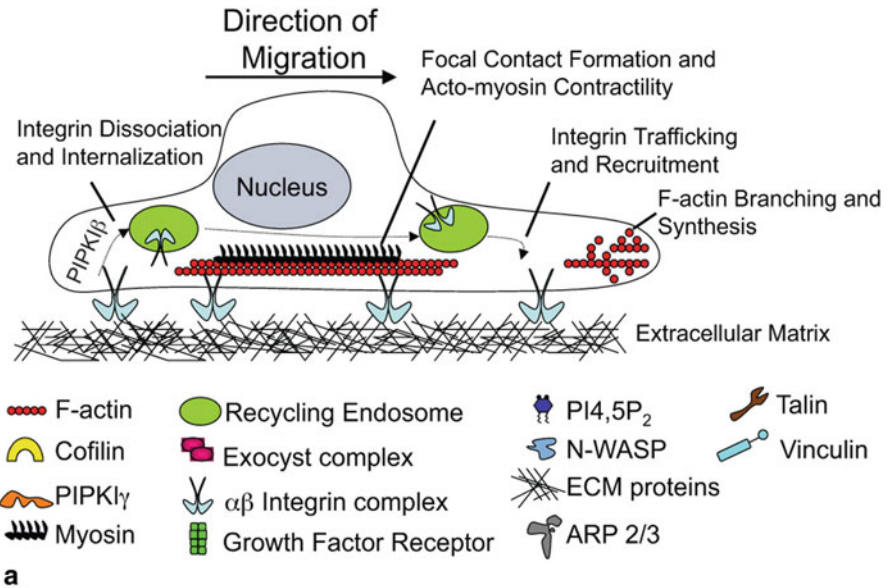 Direction of
Migration
Focal Contact Formation and
Acto-myosin Contractility
Integrin Dissociation
and Internalization
Integrin Trafficking
and Recruitment
F-actin Branching and
Synthesis
Nucleus
PIPKIβ
Extracellular Matrix
F-actin
Recycling Endosome
PI4,5P₂
Talin
Cofilin
Exocyst complex
N-WASP
Vinculin
PIPKIγ
αβ Integrin complex
ECM proteins
Myosin
Growth Factor Receptor
ARP 2/3
a